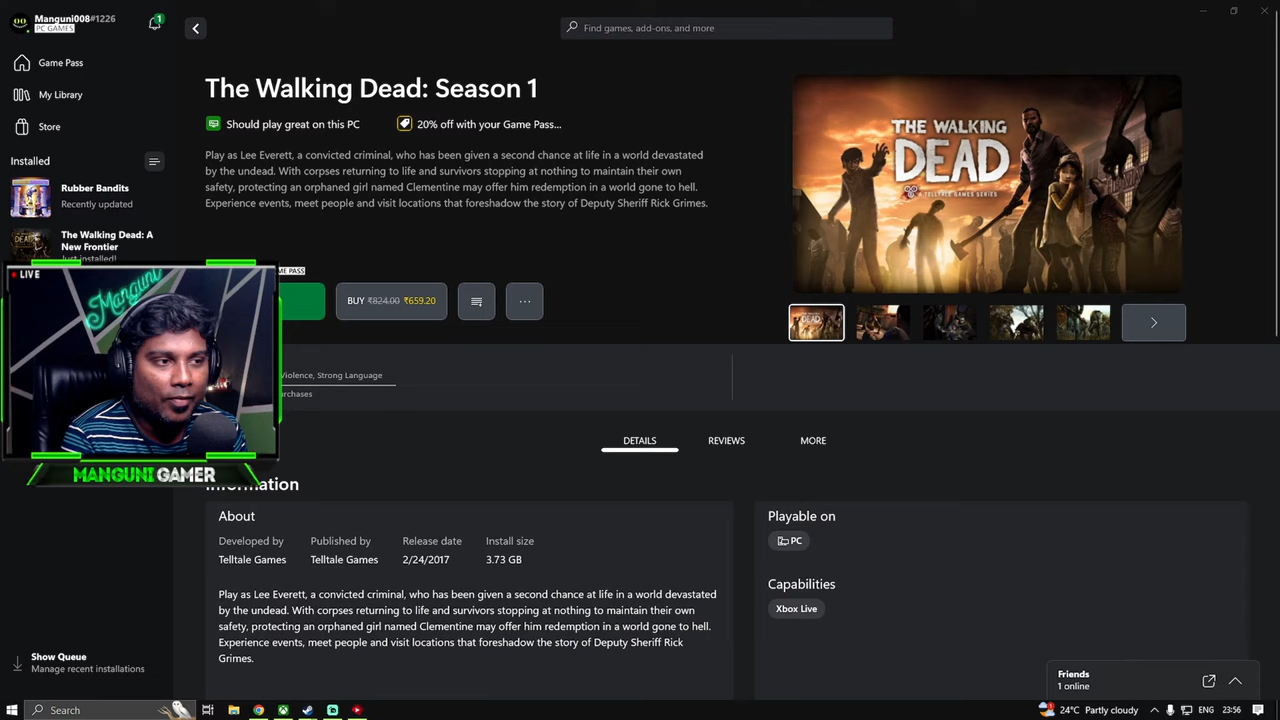 Manguni008#1226
PC GAMES
1
Find games, add-ons, and more
Game Pass
My Library
Store
Installed
Rubber Bandits
Recently updated
The Walking Dead: A
New Frontier
Just installed!
The Walking Dead: Season 1
Should play great on this PC
20% off with your Game Pass...
Play as Lee Everett, a convicted criminal, who has been given a second chance at life in a world devastated
by the undead. With corpses returning to life and survivors stopping at nothing to maintain their own
safety, protecting an orphaned girl named Clementine may offer him redemption in a world gone to hell.
Experience events, meet people and visit locations that foreshadow the story of Deputy Sheriff Rick Grimes.
THE WALKING
DEAD
A TELLTALE GAMES SERIES
ME PASS
BUY ₹824.00 ₹659.20
LIVE
Manguni
MANGUNI GAMER
Violence, Strong Language
urchases
DETAILS
REVIEWS
MORE
Information
About
Developed by
Published by
Release date
Install size
Telltale Games
Telltale Games
2/24/2017
3.73 GB
Play as Lee Everett, a convicted criminal, who has been given a second chance at life in a world devastated
by the undead. With corpses returning to life and survivors stopping at nothing to maintain their own
safety, protecting an orphaned girl named Clementine may offer him redemption in a world gone to hell.
Experience events, meet people and visit locations that foreshadow the story of Deputy Sheriff Rick
Grimes.
Playable on
PC
Capabilities
Xbox Live
Show Queue
Manage recent installations
Friends
1 online
Search
24°C Partly cloudy
ENG
23:56